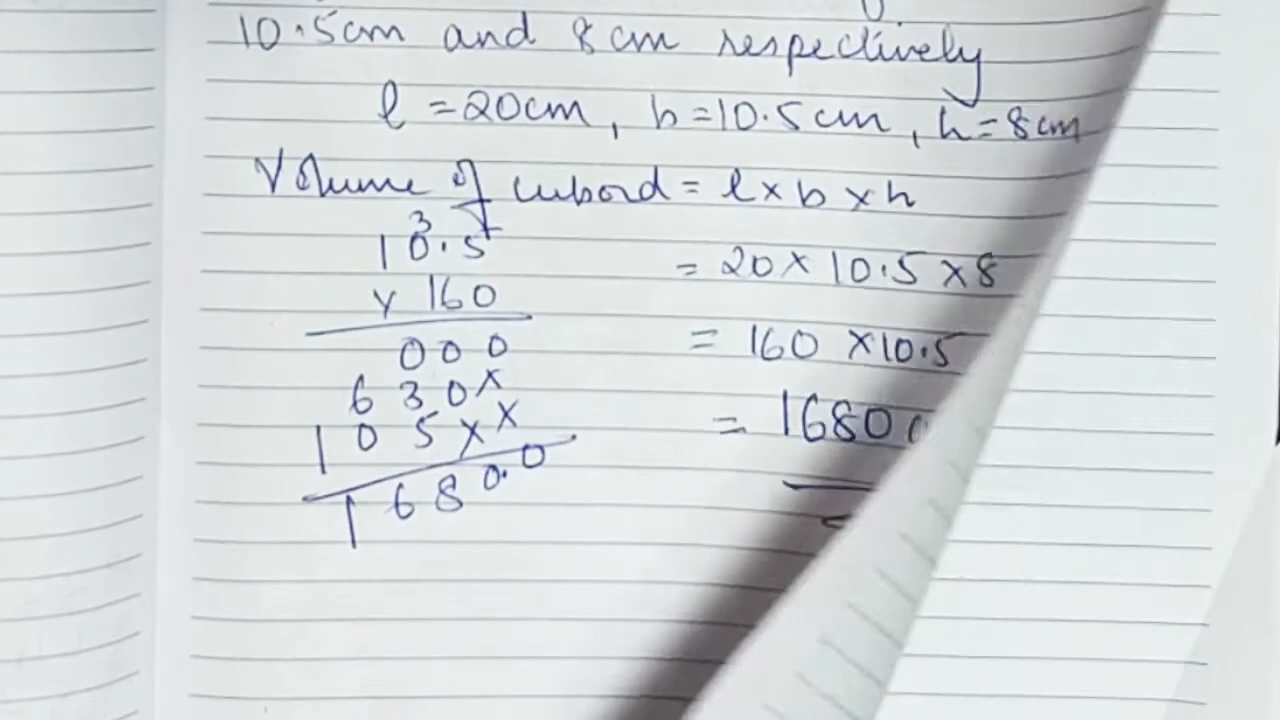 10.5cm and 8cm respectively
l = 20cm, b = 10.5cm, h = 8cm
Volume of cuboid = l × b × h
= 20 × 10.5 × 8
= 160 × 10.5
= 1680
3
10.5
× 160
000
630×
105××
1680.0